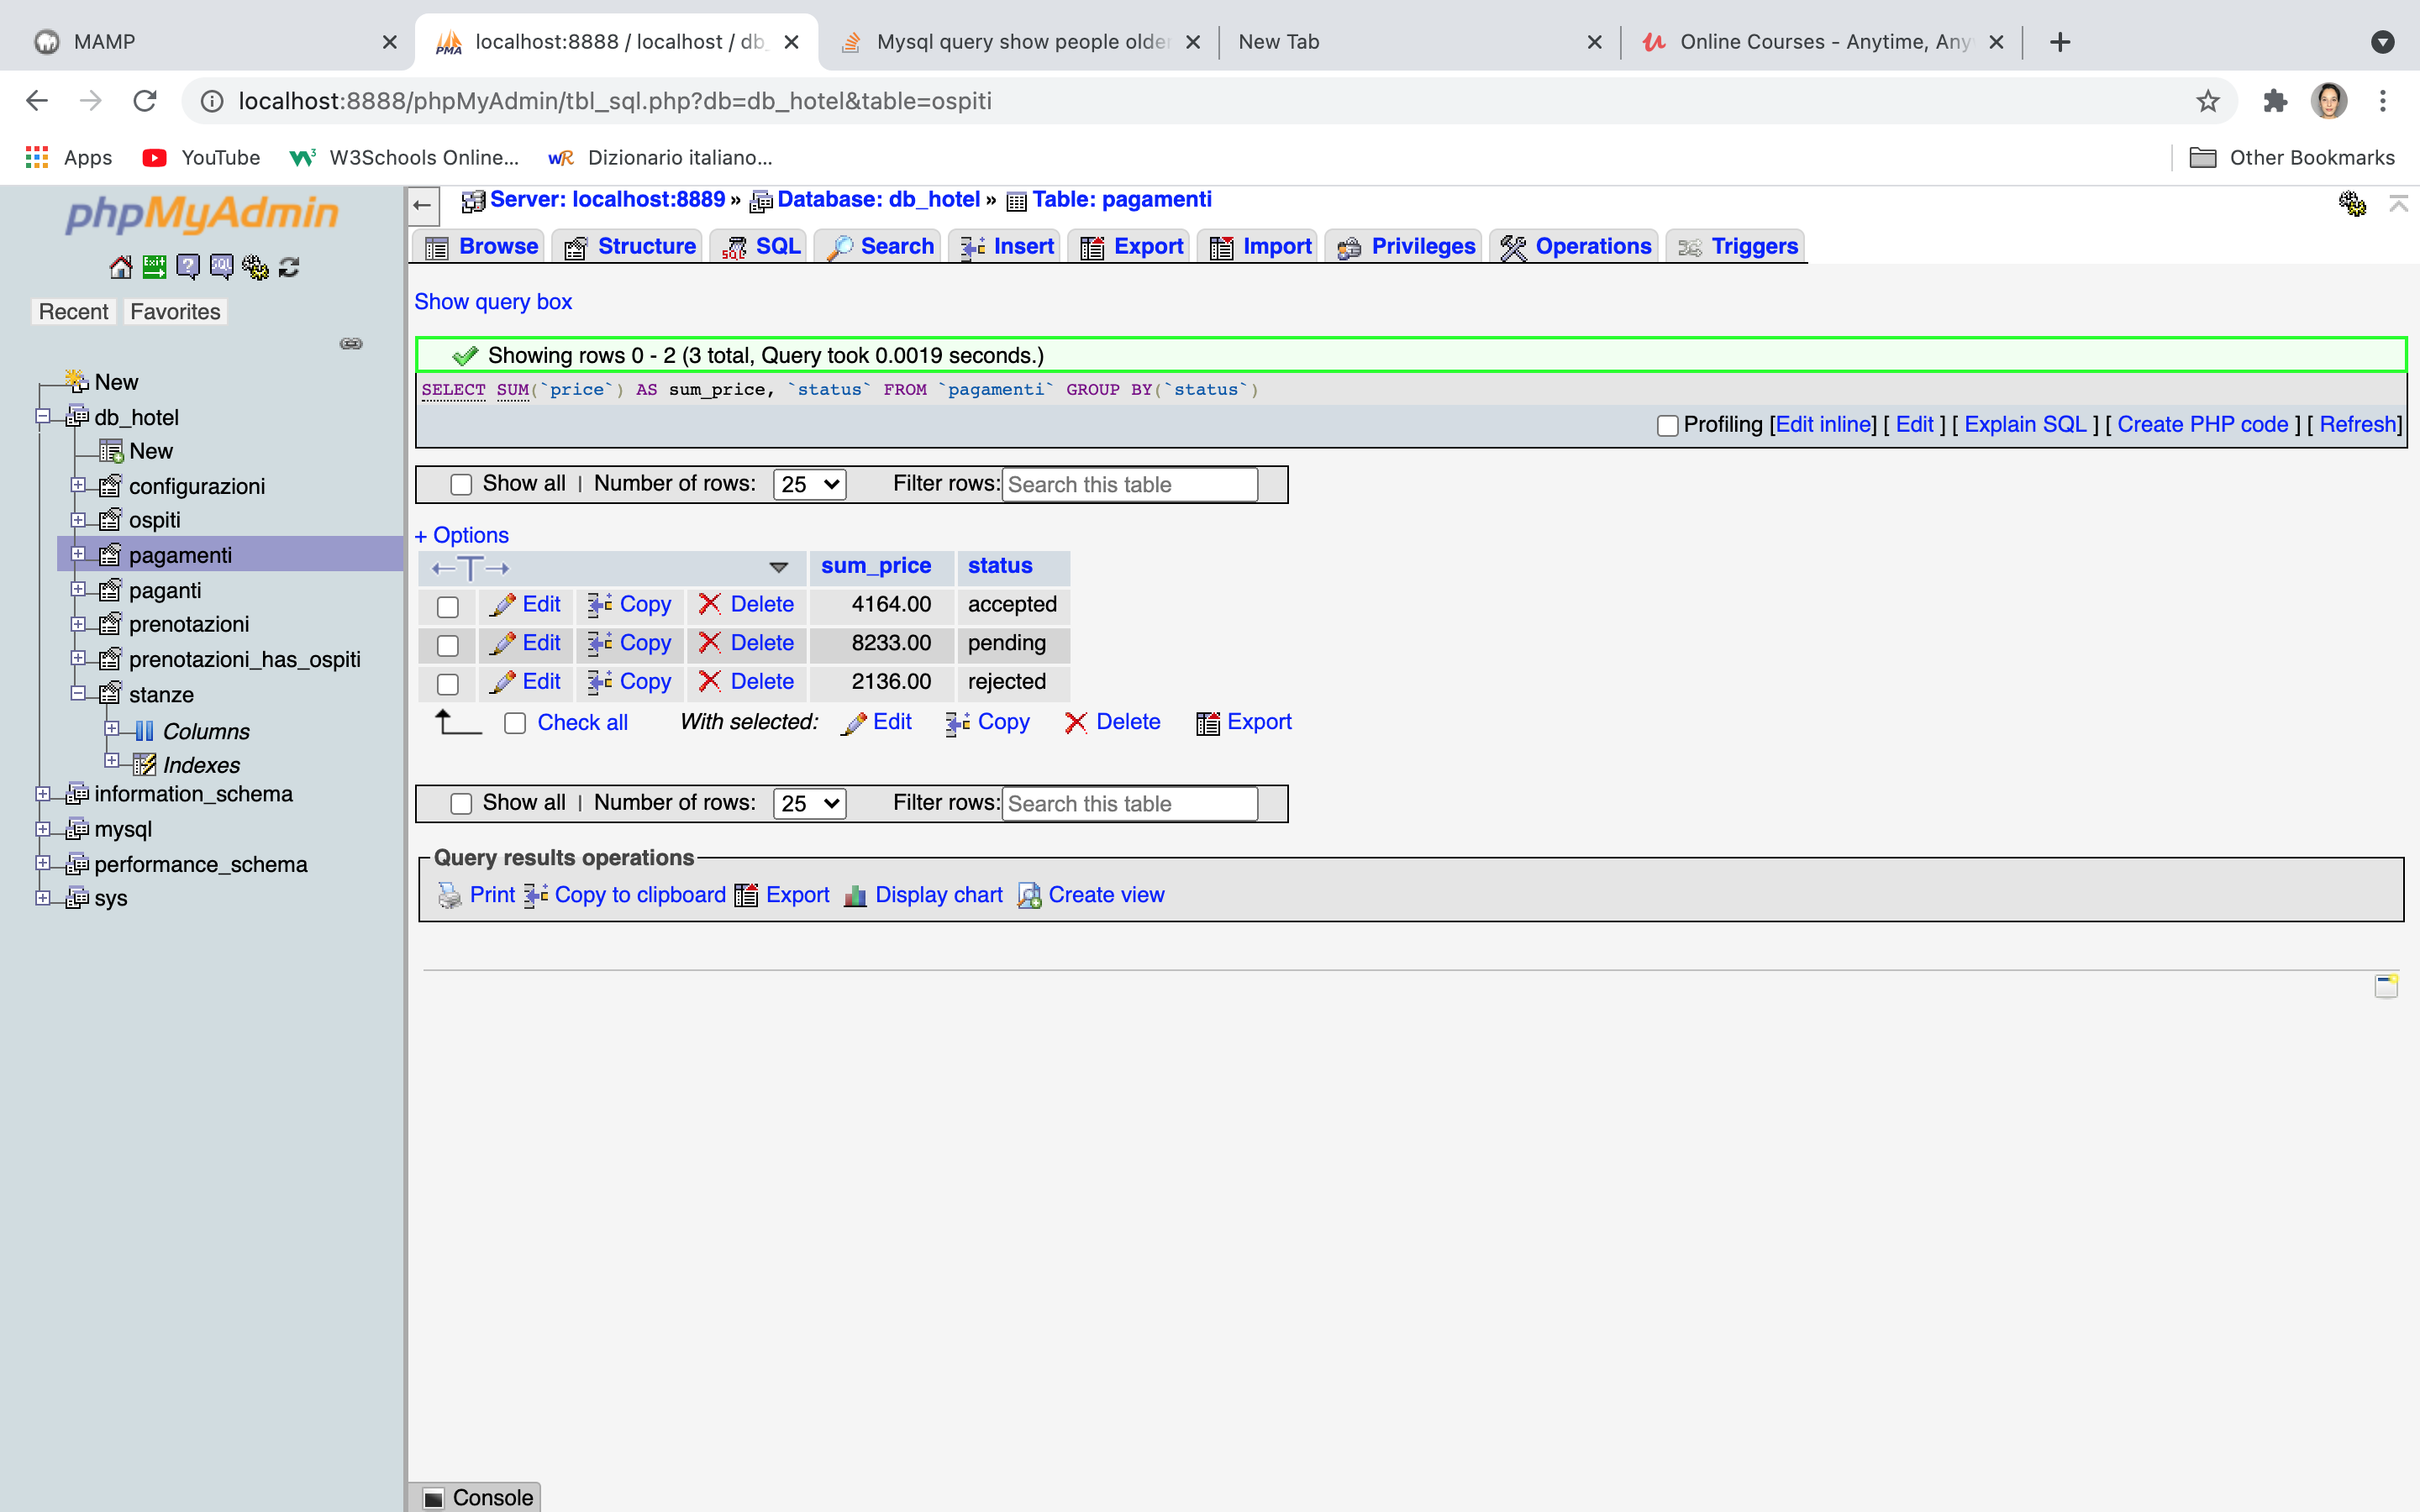 MAMP
localhost:8888 / localhost / db_
Mysql query show people older
New Tab
Online Courses - Anytime, Any
localhost:8888/phpMyAdmin/tbl_sql.php?db=db_hotel&table=ospiti
Apps
YouTube
W3Schools Online...
Dizionario italiano...
Other Bookmarks
phpMyAdmin
Recent
Favorites
New
db_hotel
New
configurazioni
ospiti
pagamenti
paganti
prenotazioni
prenotazioni_has_ospiti
stanze
Columns
Indexes
information_schema
mysql
performance_schema
sys
Server: localhost:8889 » Database: db_hotel » Table: pagamenti
Browse Structure SQL Search Insert Export Import Privileges Operations Triggers
Show query box
Showing rows 0 - 2 (3 total, Query took 0.0019 seconds.)
SELECT SUM(`price`) AS sum_price, `status` FROM `pagamenti` GROUP BY(`status`)
Profiling [Edit inline] [ Edit ] [ Explain SQL ] [ Create PHP code ] [ Refresh]
Show all | Number of rows: 25 Filter rows: Search this table
+ Options
←T→ sum_price status
Edit Copy Delete 4164.00 accepted
Edit Copy Delete 8233.00 pending
Edit Copy Delete 2136.00 rejected
Check all With selected: Edit Copy Delete Export
Show all | Number of rows: 25 Filter rows: Search this table
Query results operations
Print Copy to clipboard Export Display chart Create view
Console